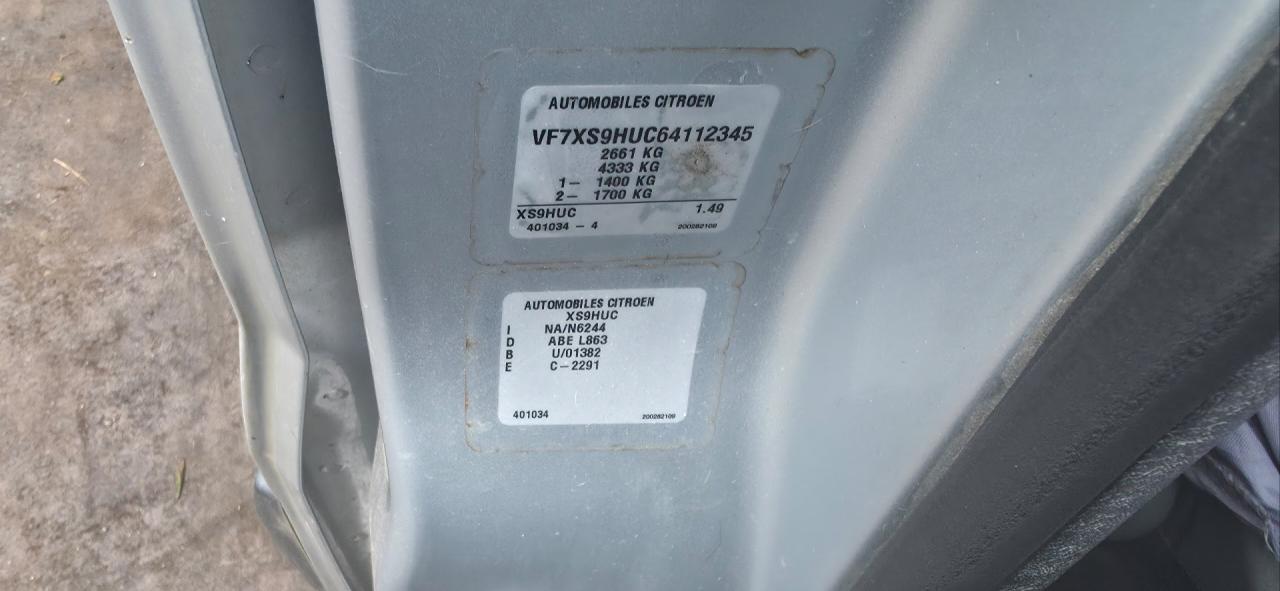 AUTOMOBILES CITROEN
VF7XS9HUC64112345
2661 KG
4333 KG
1- 1400 KG
2- 1700 KG
XS9HUC 1.49
401034 - 4 200282109
AUTOMOBILES CITROEN
XS9HUC
I NA/N6244
D ABE L863
B U/01382
E C-2291
401034 200282109